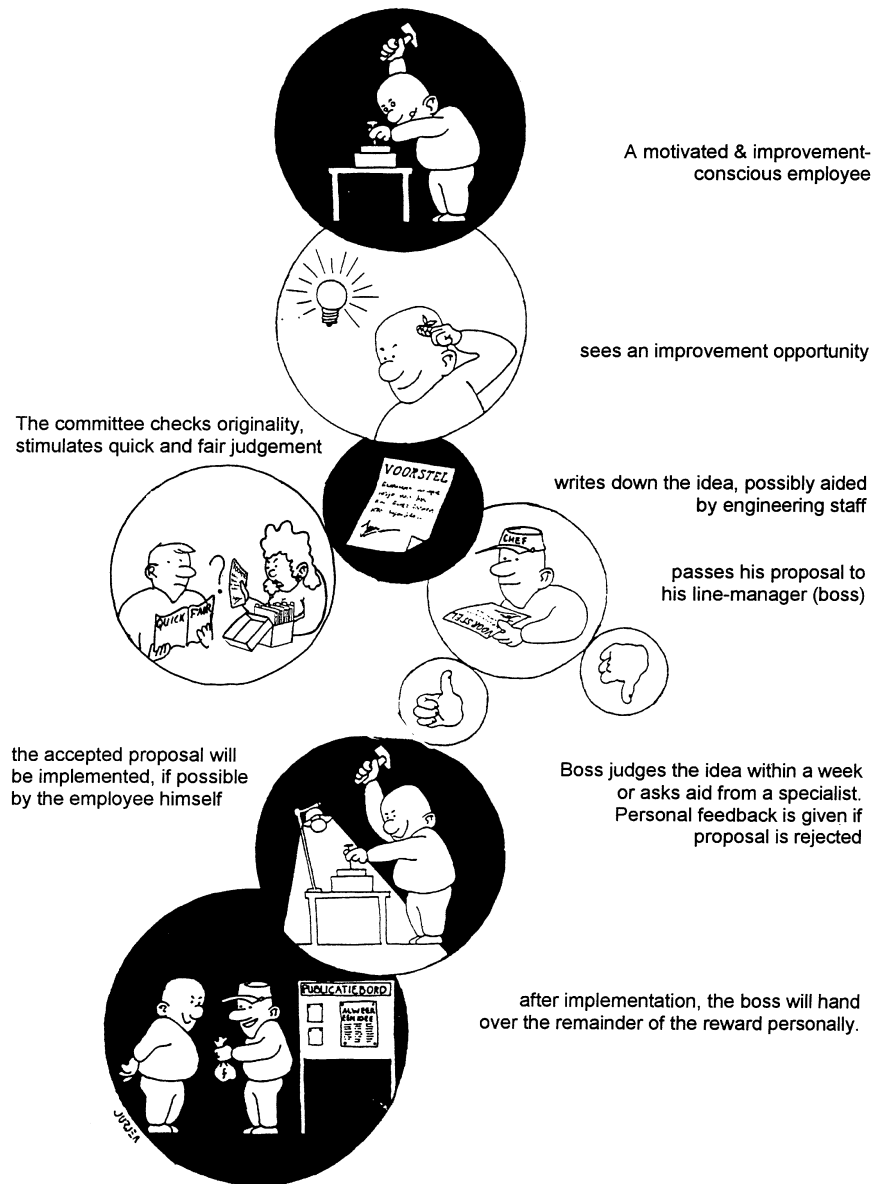 A motivated & improvement-
conscious employee
sees an improvement opportunity
The committee checks originality,
stimulates quick and fair judgement
VOORSTEL
writes down the idea, possibly aided
by engineering staff
CHEF
passes his proposal to
his line-manager (boss)
VOORSTEL
QUICK FAIR
?
the accepted proposal will
be implemented, if possible
by the employee himself
Boss judges the idea within a week
or asks aid from a specialist.
Personal feedback is given if
proposal is rejected
PUBLICATIEBORD
ALWEER
EEN IDEE
f
after implementation, the boss will hand
over the remainder of the reward personally.
JURJEN